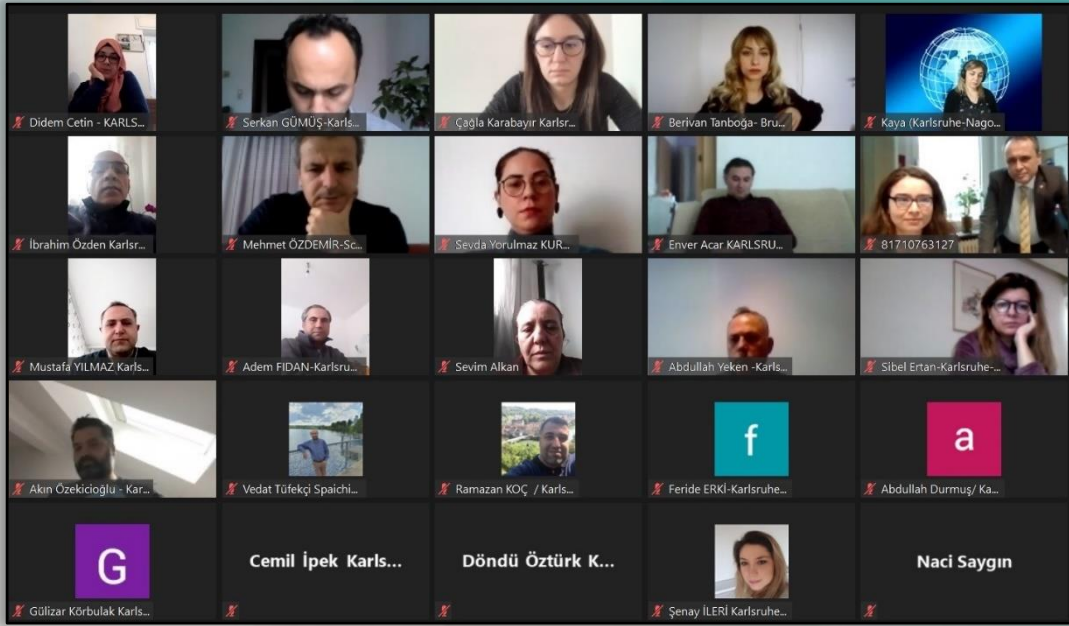 Didem Cetin - KARLS...
Serkan GÜMÜŞ-Karls...
Çağla Karabayır Karlsr...
Berivan Tanboğa- Bru...
Kaya (Karlsruhe-Nago...
İbrahim Özden Karlsr...
Mehmet ÖZDEMİR-Sc...
Sevda Yorulmaz KUR...
Enver Acar KARLSRU...
81710763127
Mustafa YILMAZ Karls...
Adem FIDAN-Karlsru...
Sevim Alkan
Abdullah Yeken -Karls...
Sibel Ertan-Karlsruhe-...
Akın Özekicioğlu - Kar...
Vedat Tüfekçi Spaichi...
Ramazan KOÇ / Karls...
f
Feride ERKİ-Karlsruhe...
a
Abdullah Durmuş/ Ka...
G
Gülizar Körbulak Karls...
Cemil İpek Karls...
Döndü Öztürk K...
Şenay İLERİ Karlsruhe...
Naci Saygın